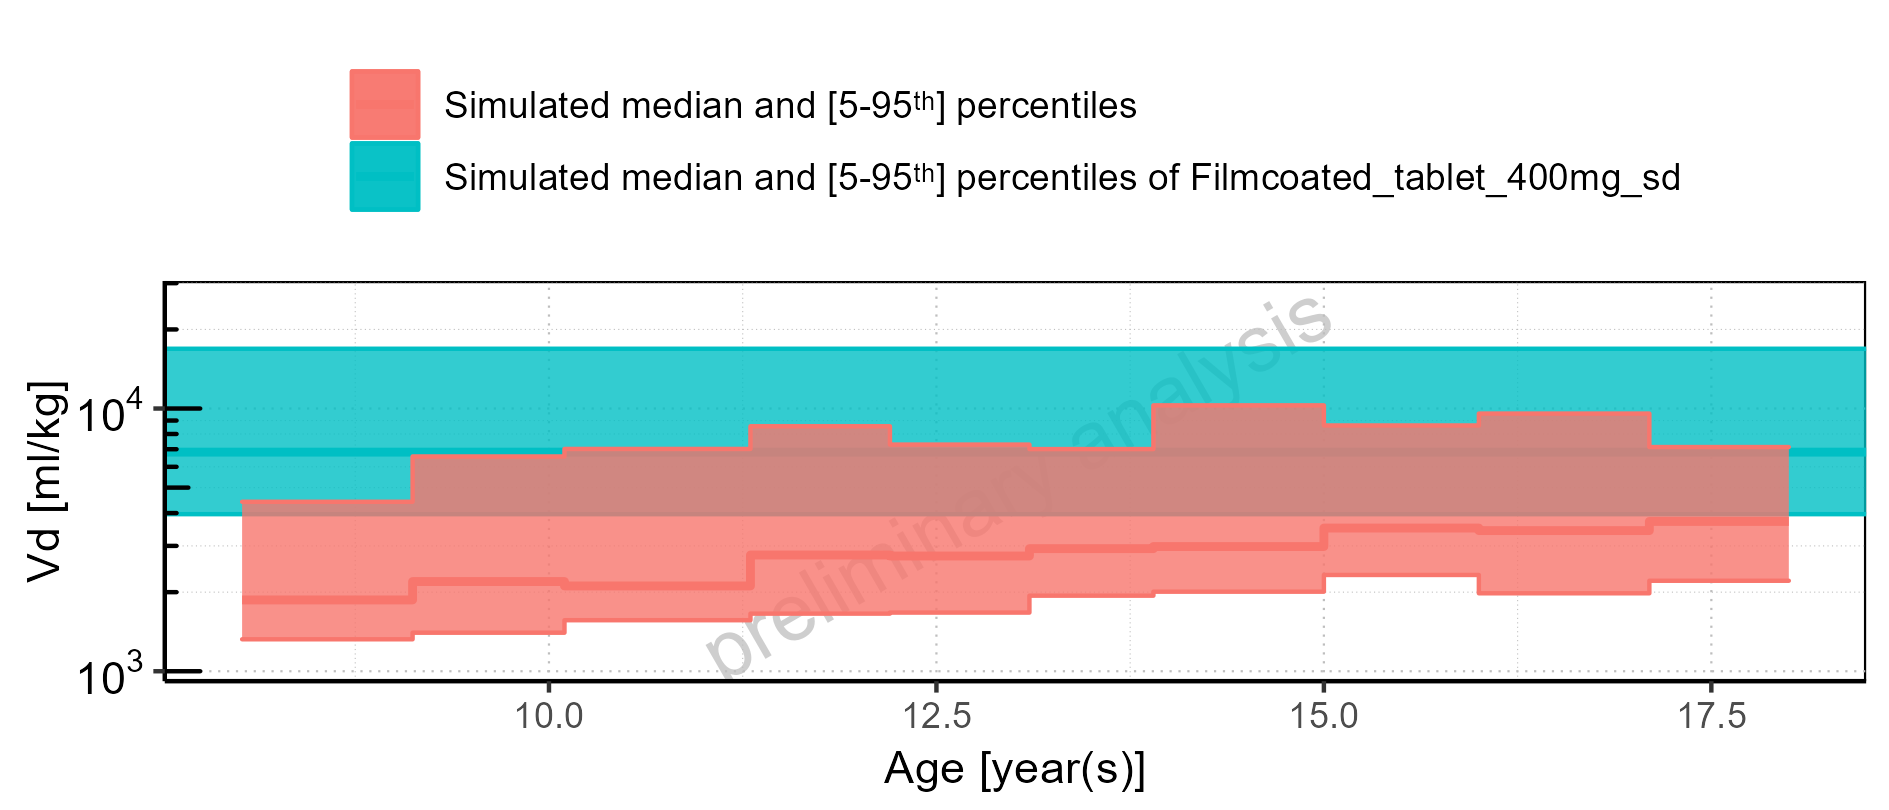 Simulated median and [5-95th] percentiles
Simulated median and [5-95th] percentiles of Filmcoated_tablet_400mg_sd
preliminary analysis
Vd [ml/kg]
10^4
10^3
10.0 12.5 15.0 17.5
Age [year(s)]